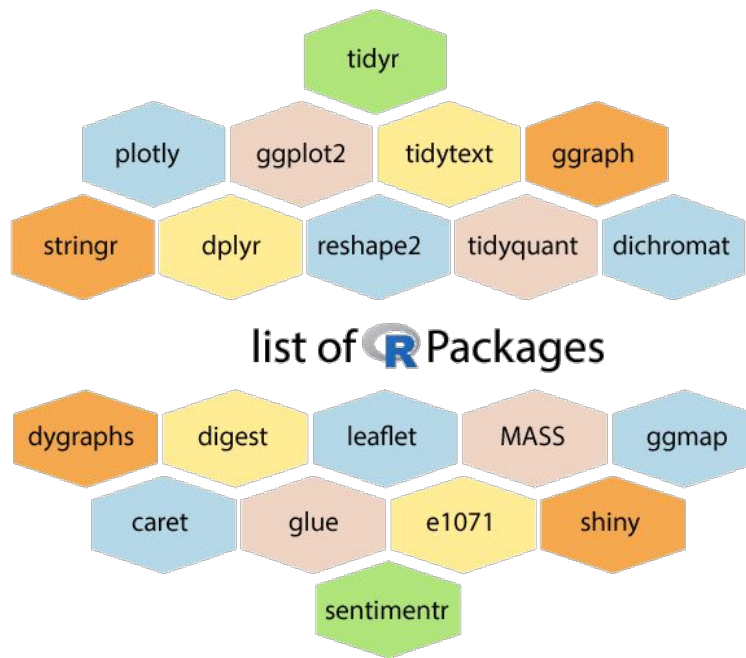 tidyr
plotly ggplot2 tidytext ggraph
stringr dplyr reshape2 tidyquant dichromat
list of R Packages
dygraphs digest leaflet MASS ggmap
caret glue e1071 shiny
sentimentr